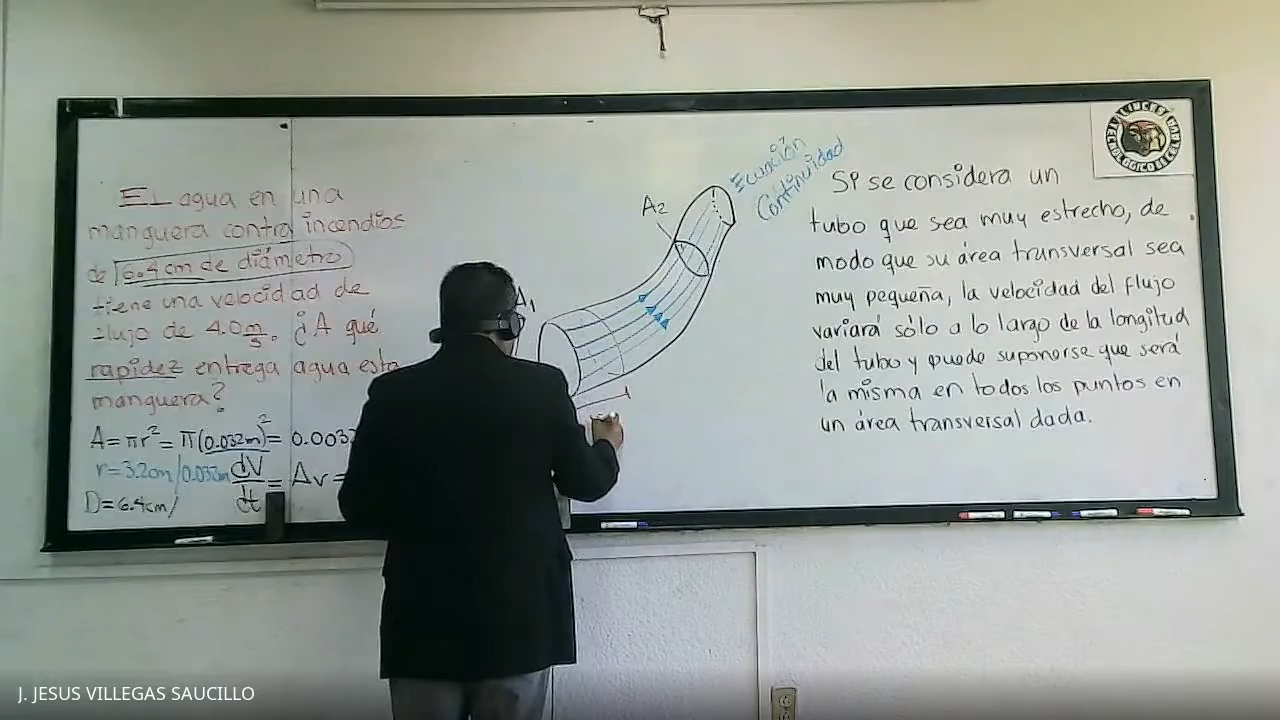 EL agua en una
manguera contra incendios
de 6.4cm de diámetro
tiene una velocidad de
flujo de 4.0 m/s. ¿A qué
rapidez entrega agua esta
manguera?
A=πr²= π(0.032m)²= 0.003
r=3.2cm/0.032m
dV/dt = Av=
D=6.4cm/
A₁
A₂
Ecuación
Continuidad
Si se considera un
tubo que sea muy estrecho, de
modo que su área transversal sea
muy pequeña, la velocidad del flujo
variará sólo a lo largo de la longitud
del tubo y puede suponerse que será
la misma en todos los puntos en
un área transversal dada.
J. JESUS VILLEGAS SAUCILLO